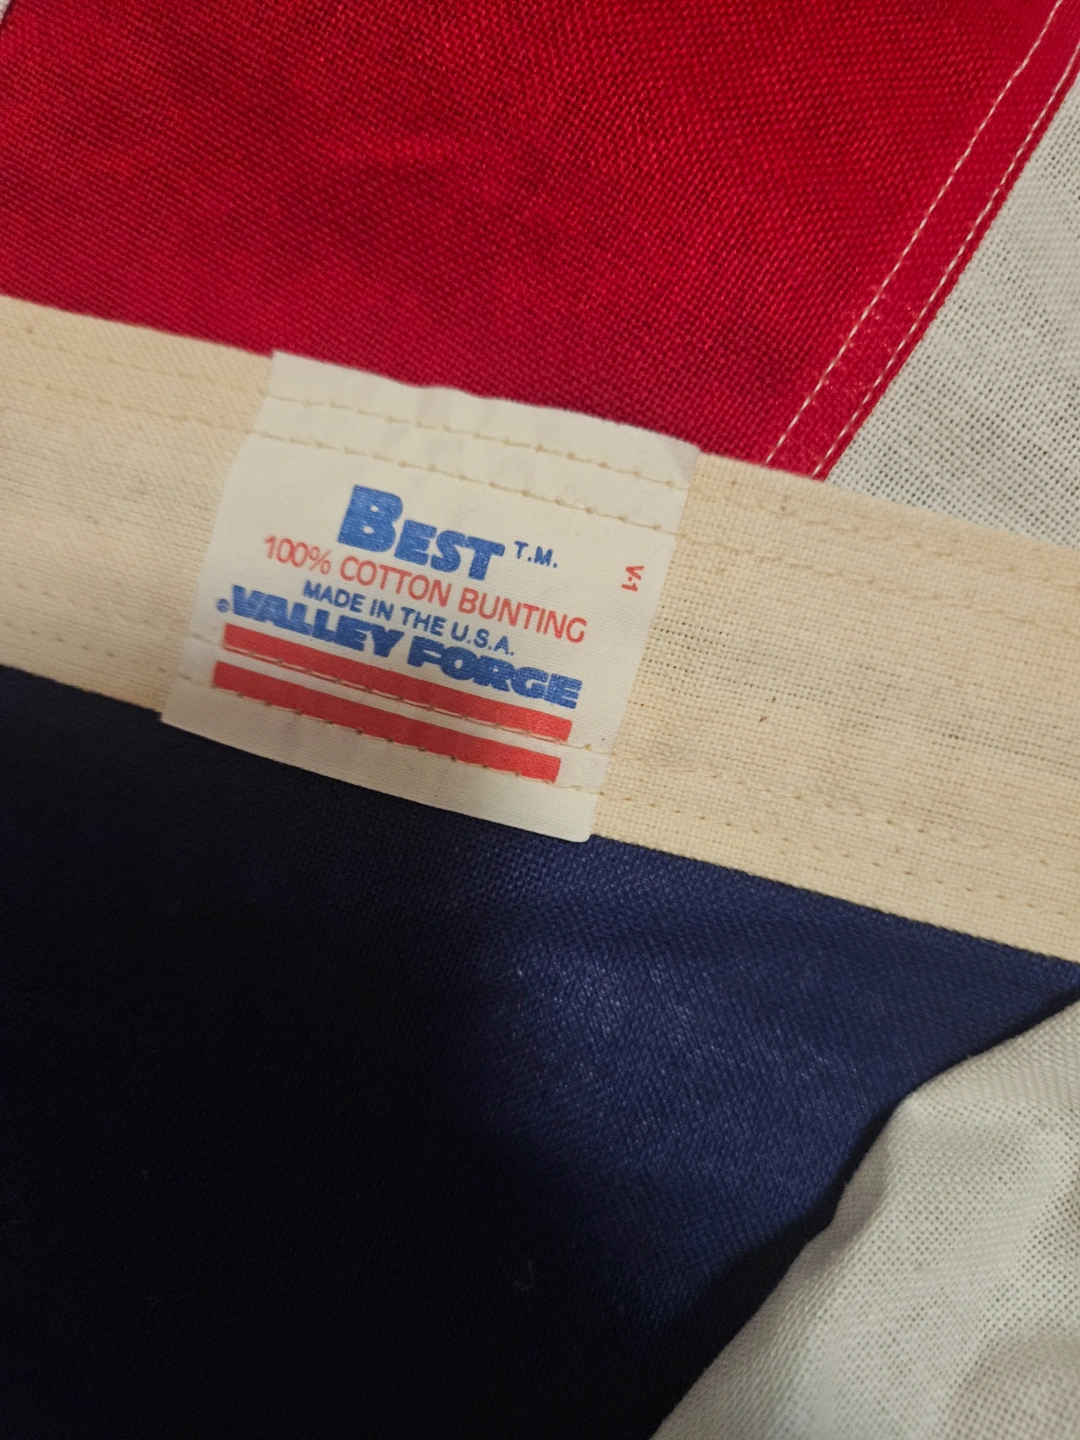 BEST T.M.
100% COTTON BUNTING
MADE IN THE U.S.A.
®VALLEY FORGE
V-1